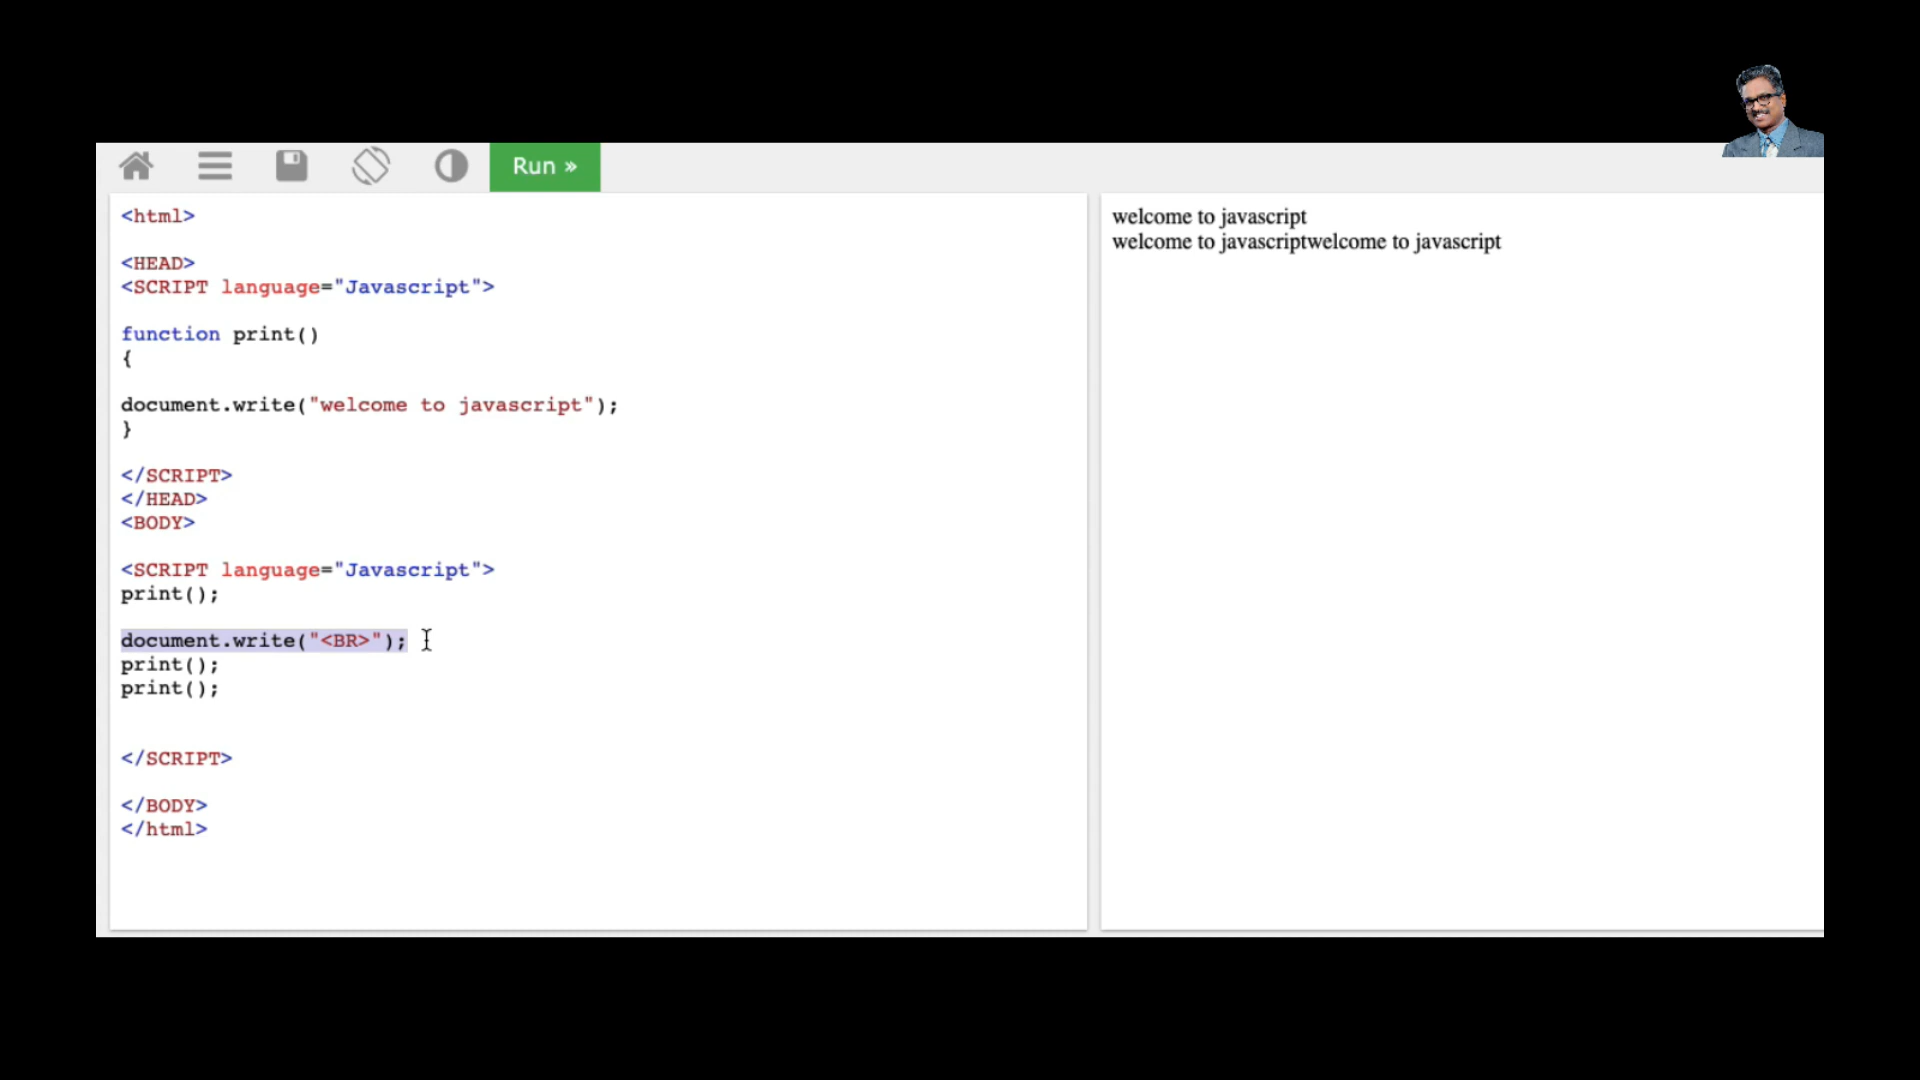 Run »
<html>
<HEAD>
<SCRIPT language="Javascript">
function print()
{
document.write("welcome to javascript");
}
</SCRIPT>
</HEAD>
<BODY>
<SCRIPT language="Javascript">
print();
document.write("<BR>");
print();
print();
</SCRIPT>
</BODY>
</html>
welcome to javascript
welcome to javascriptwelcome to javascript